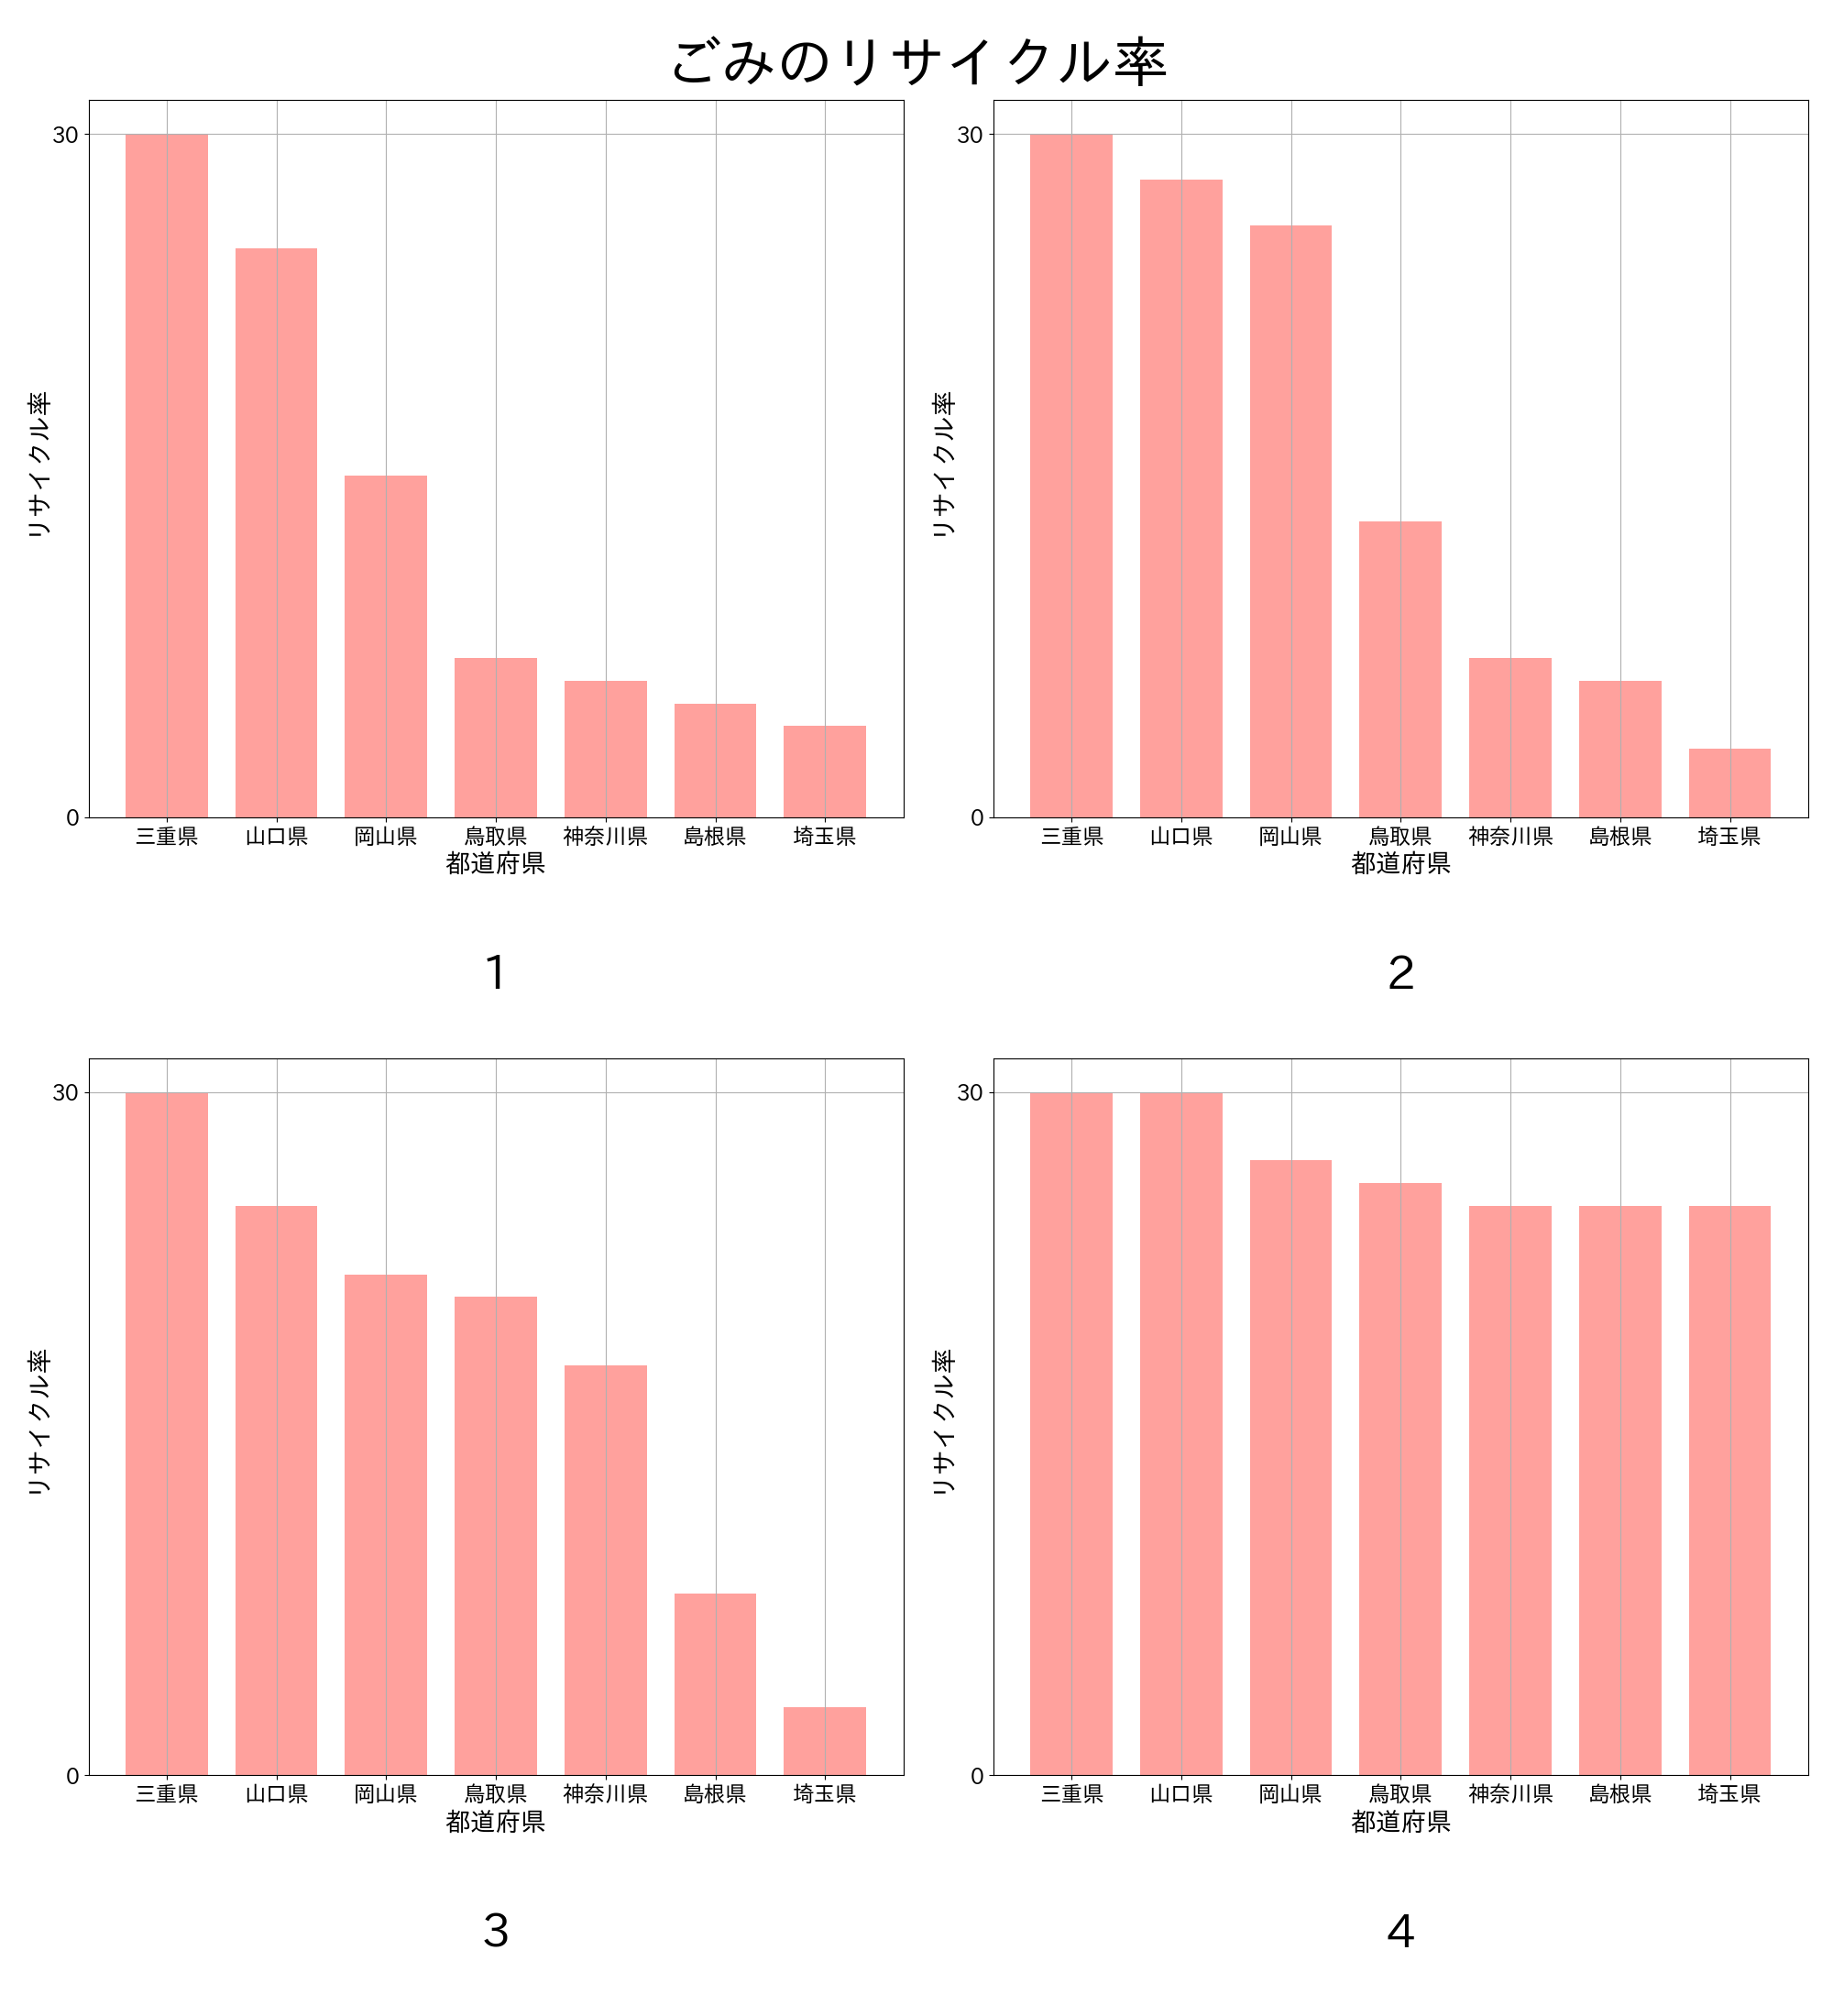 ごみのリサイクル率
30
0
リサイクル率
三重県 山口県 岡山県 鳥取県 神奈川県 島根県 埼玉県
都道府県
1
30
0
リサイクル率
三重県 山口県 岡山県 鳥取県 神奈川県 島根県 埼玉県
都道府県
2
30
0
リサイクル率
三重県 山口県 岡山県 鳥取県 神奈川県 島根県 埼玉県
都道府県
3
30
0
リサイクル率
三重県 山口県 岡山県 鳥取県 神奈川県 島根県 埼玉県
都道府県
4